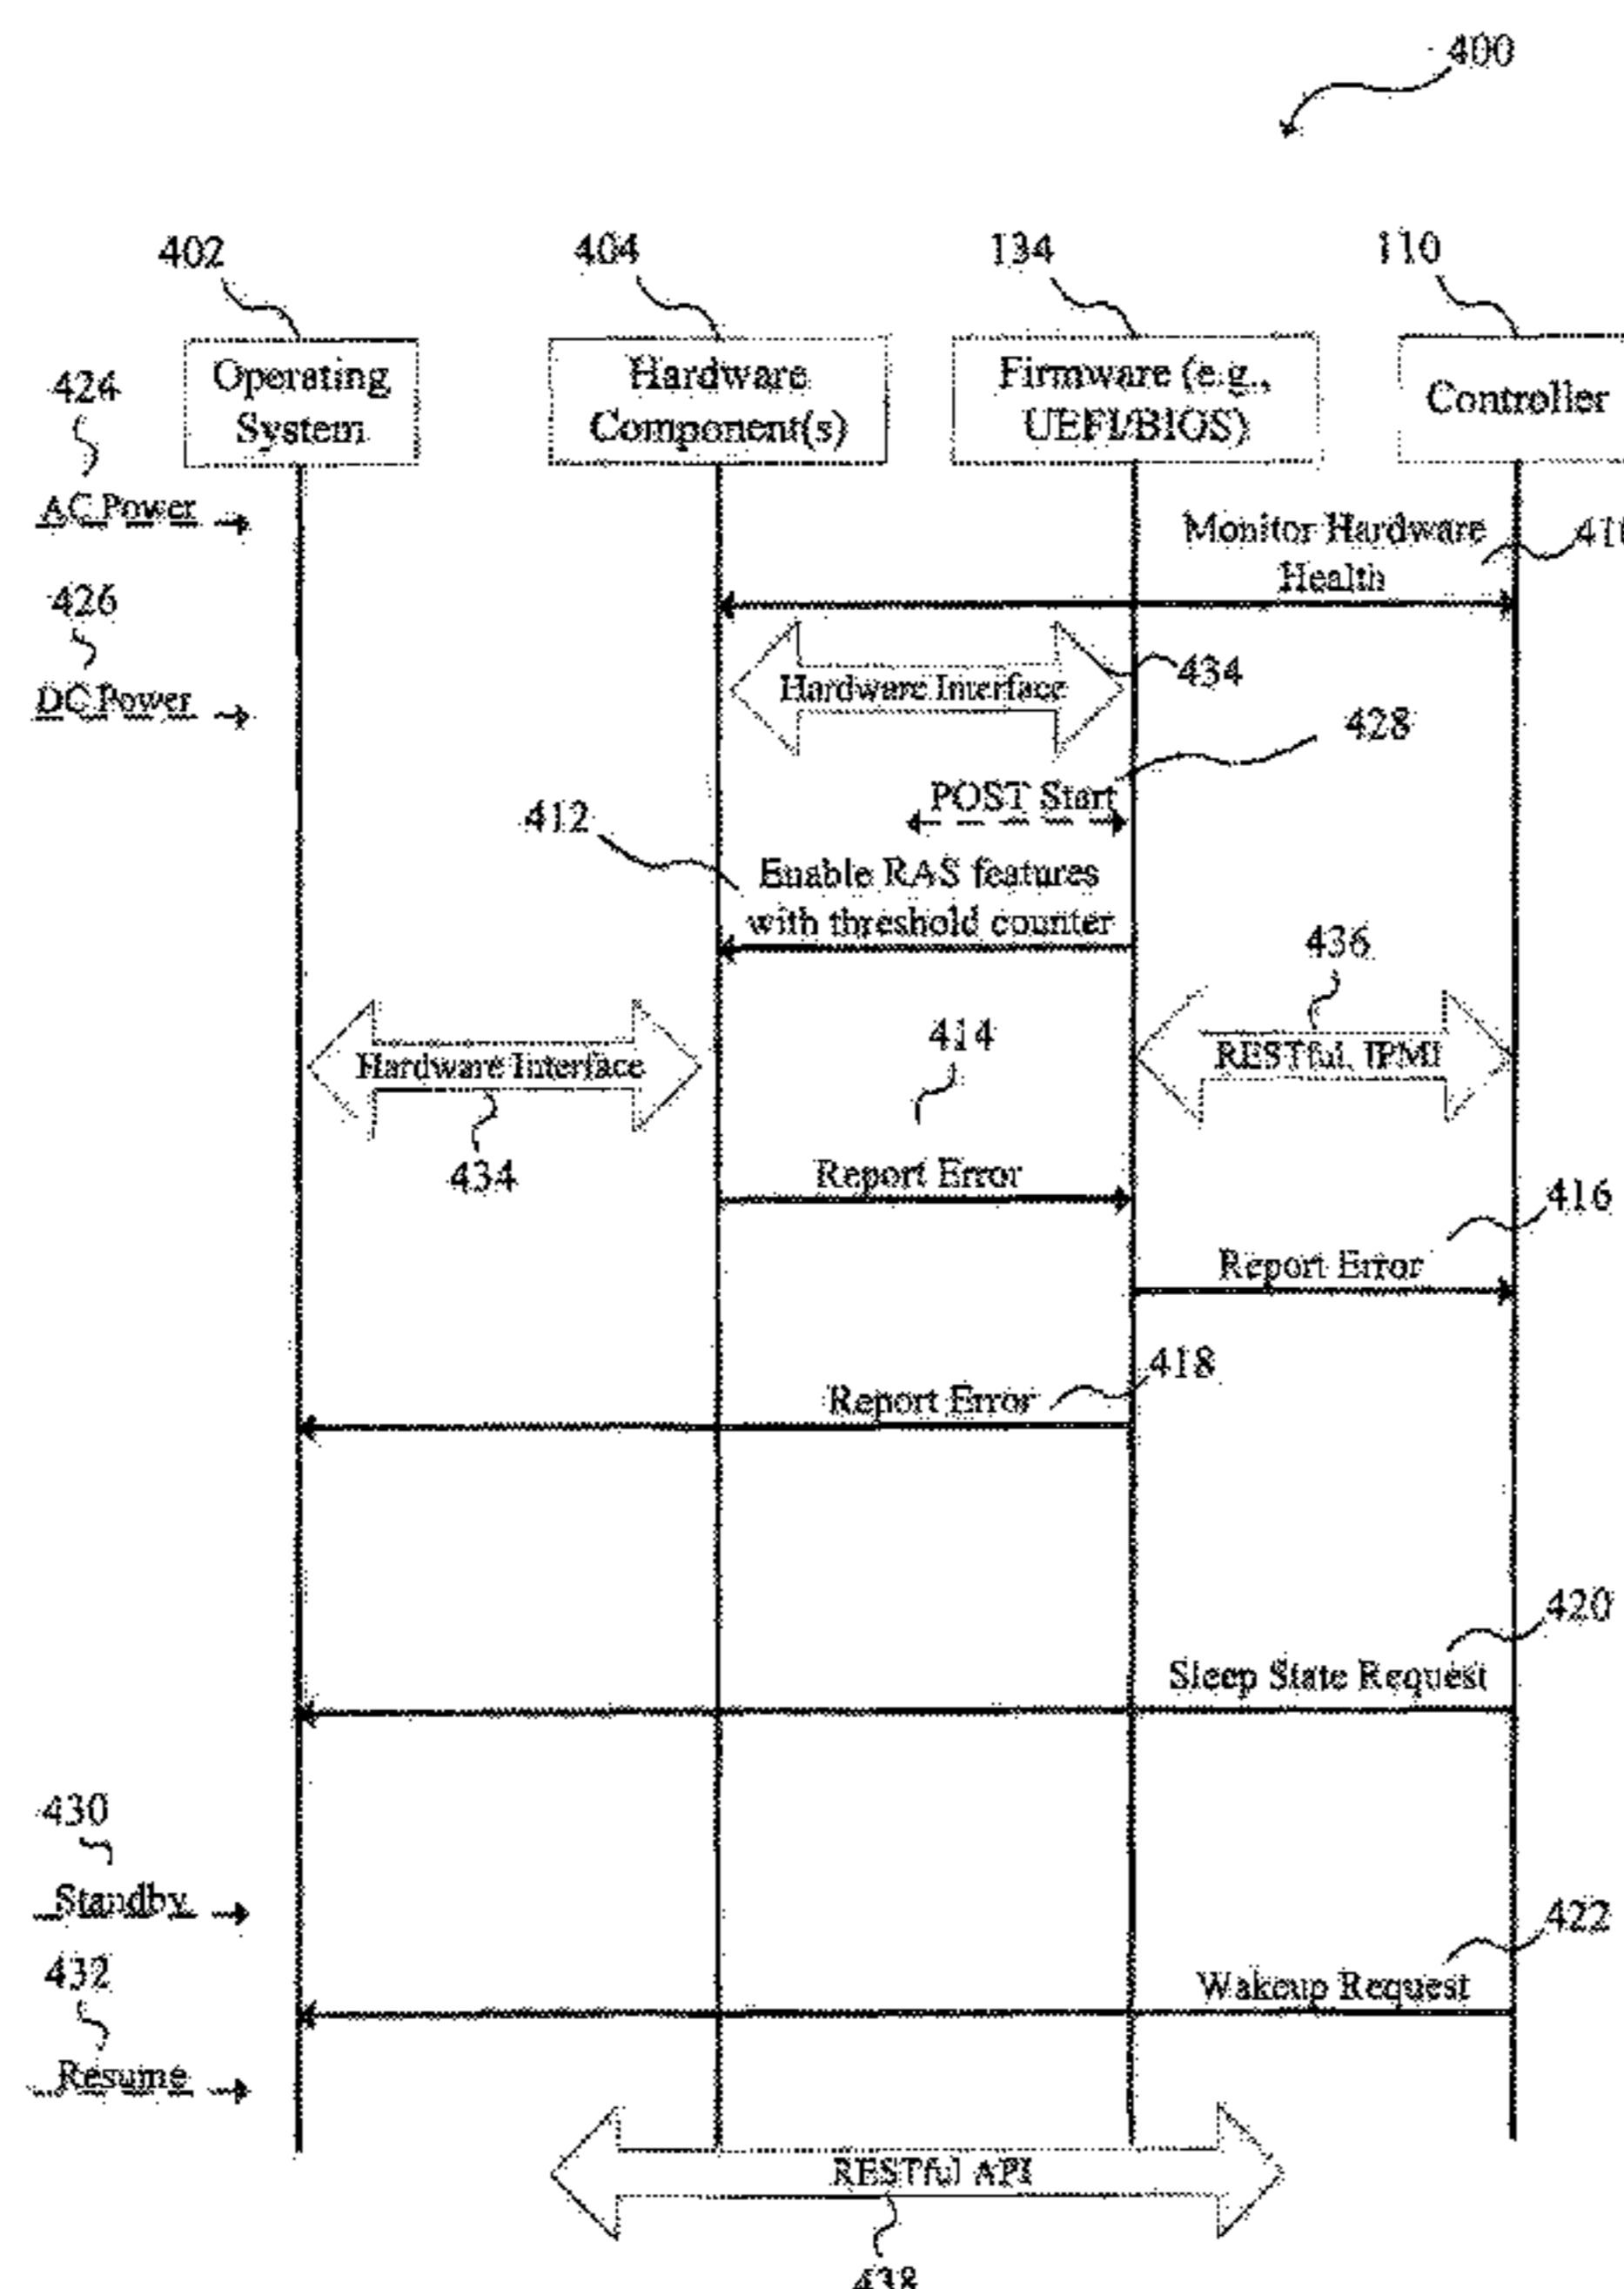 400
402
404
134
110
Operating
System
Hardware
Component(s)
Firmware (e.g.,
UEFI/BIOS)
Controller
424
AC Power
Monitor Hardware
Health
426
DC Power
Hardware Interface
434
428
POST Start
412
Enable RAS features
with threshold counter
436
414
Hardware Interface
RESTful, IPMI
434
Report Error
416
Report Error
418
Report Error
420
Sleep State Request
430
Standby
422
432
Wakeup Request
Resume
RESTful API
438